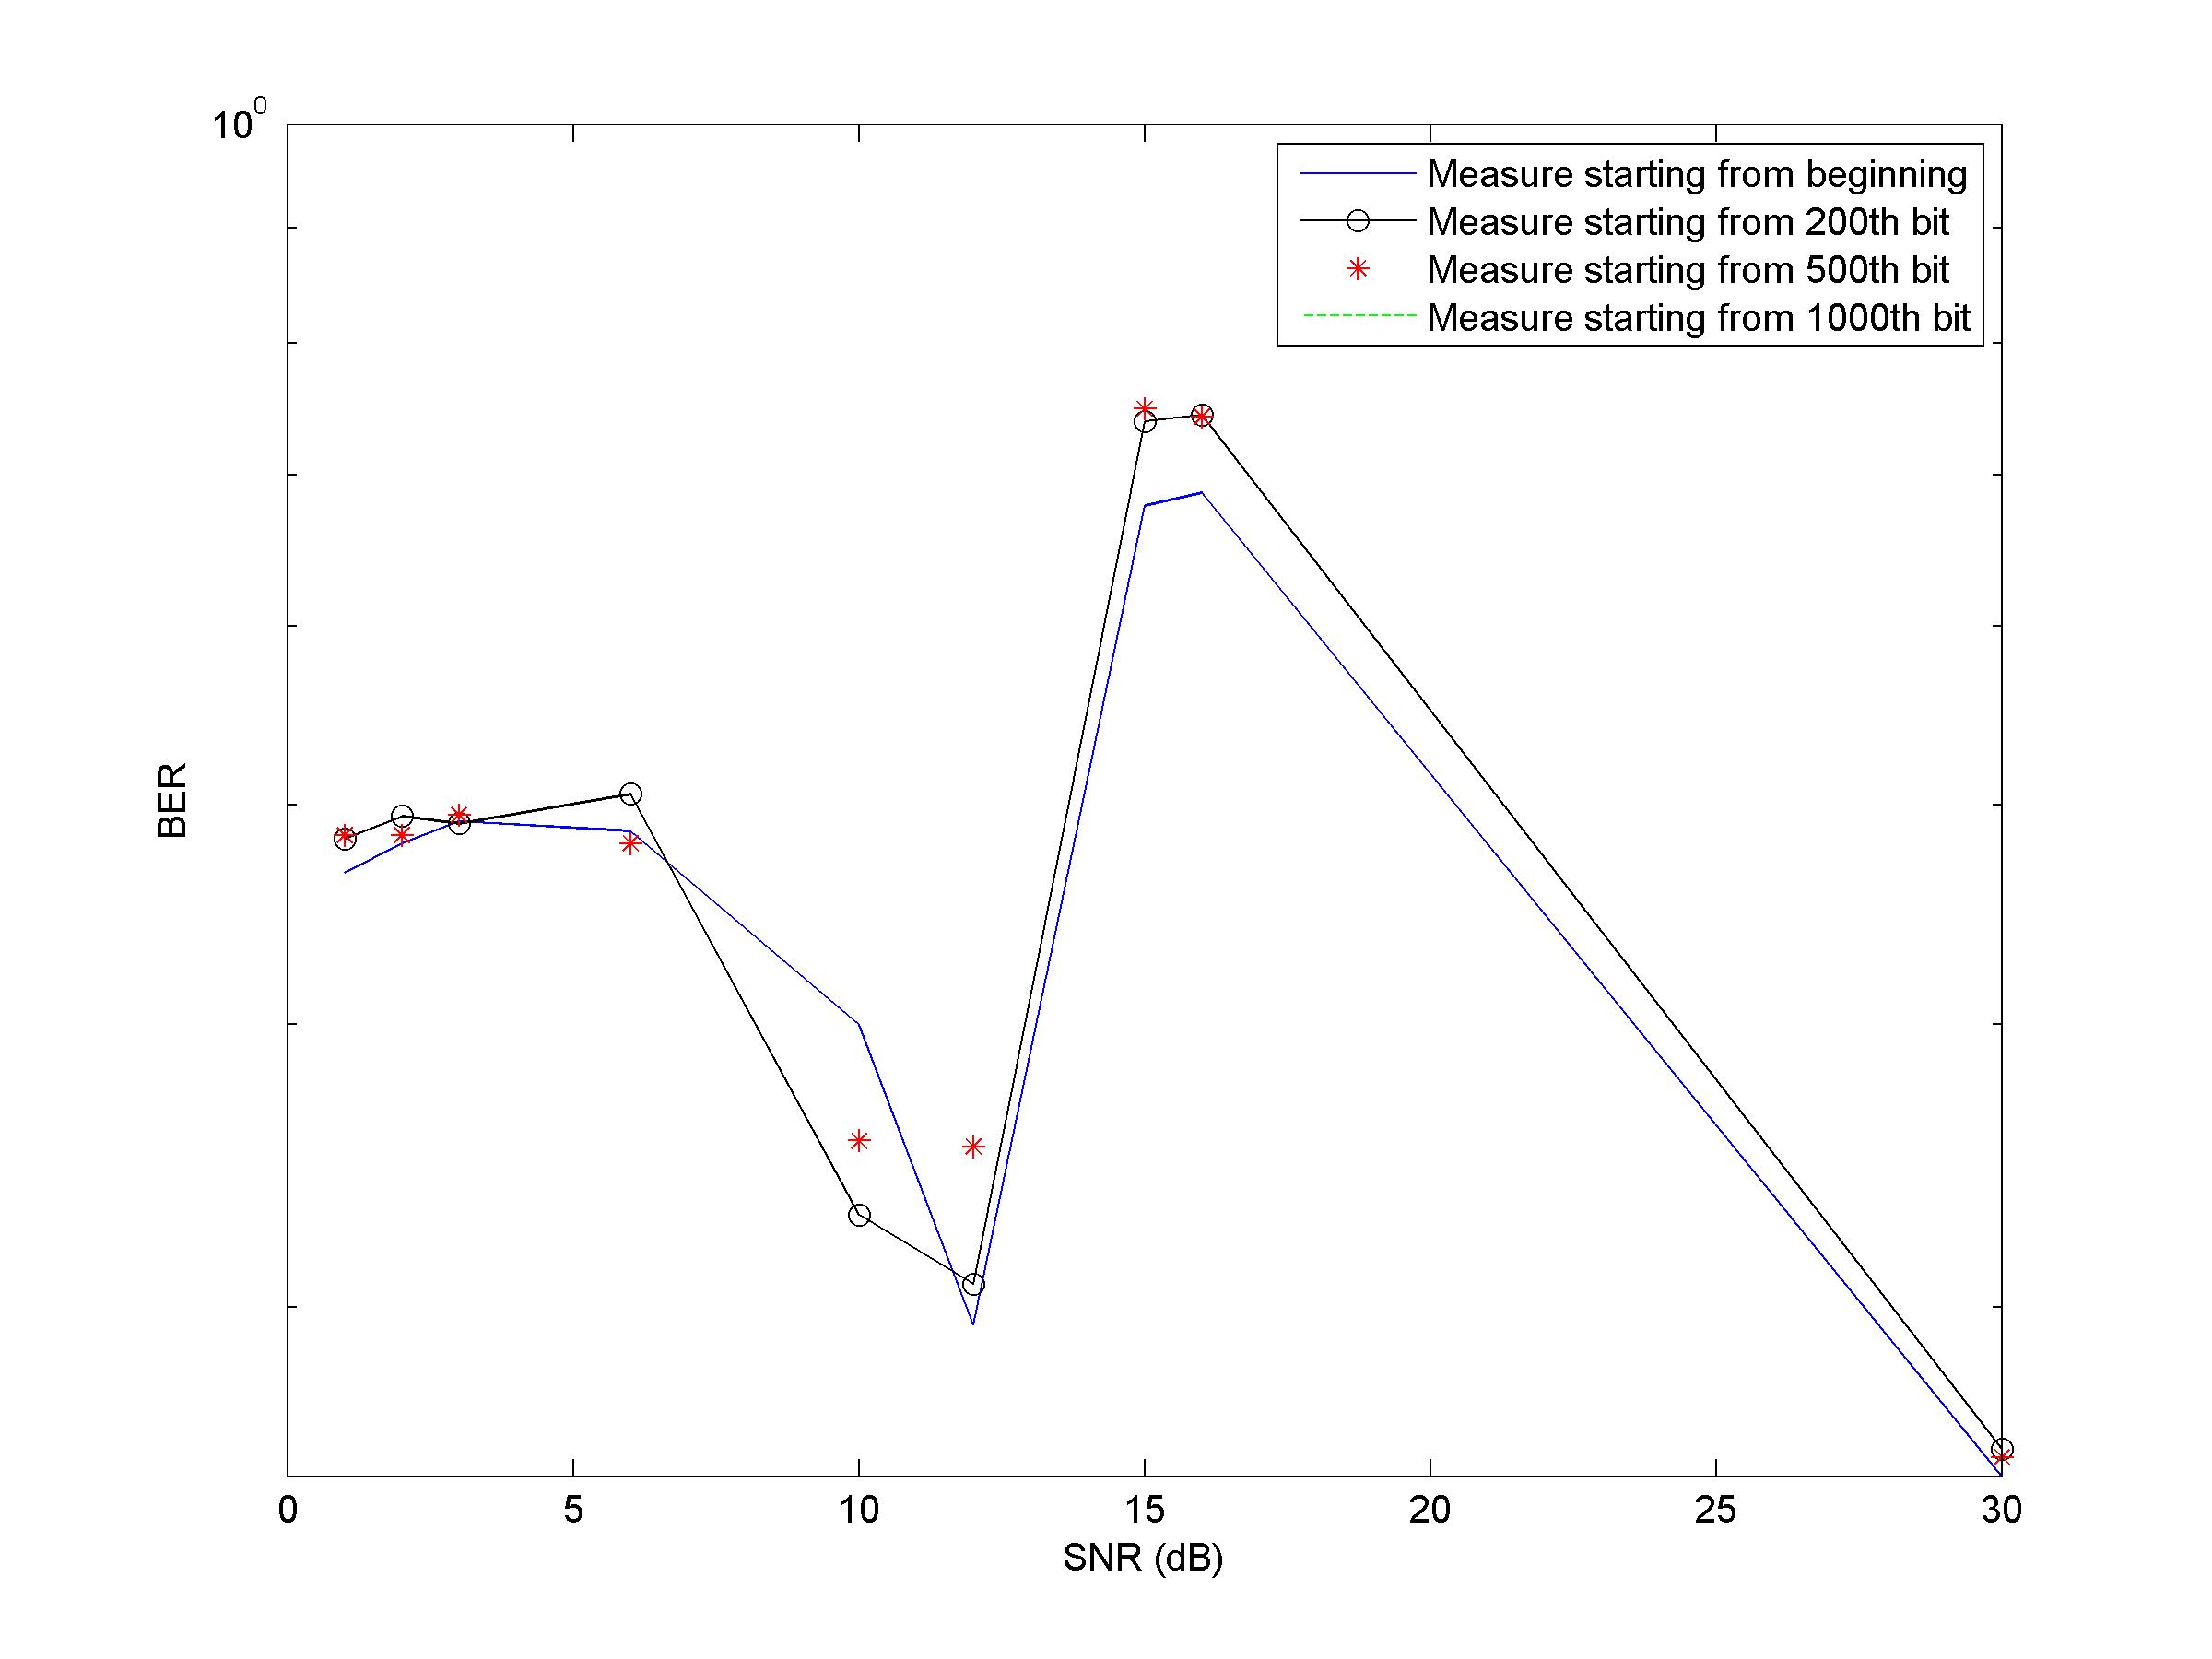 10^0
Measure starting from beginning
Measure starting from 200th bit
Measure starting from 500th bit
Measure starting from 1000th bit
BER
0 5 10 15 20 25 30
SNR (dB)